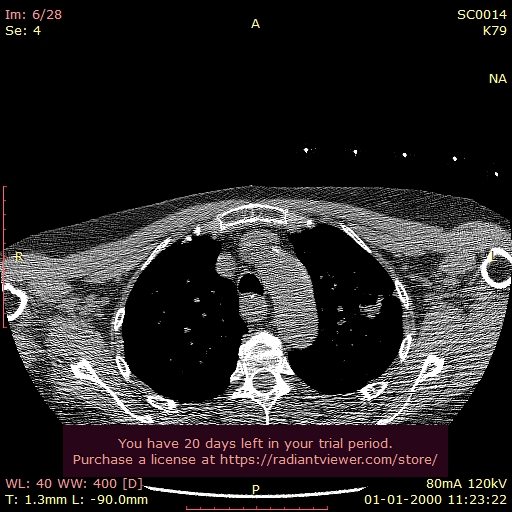 Im: 6/28
Se: 4
A
SC0014
K79
NA
R
L
You have 20 days left in your trial period.
Purchase a license at https://radiantviewer.com/store/
WL: 40 WW: 400 [D]
T: 1.3mm L: -90.0mm
P
80mA 120kV
01-01-2000 11:23:22